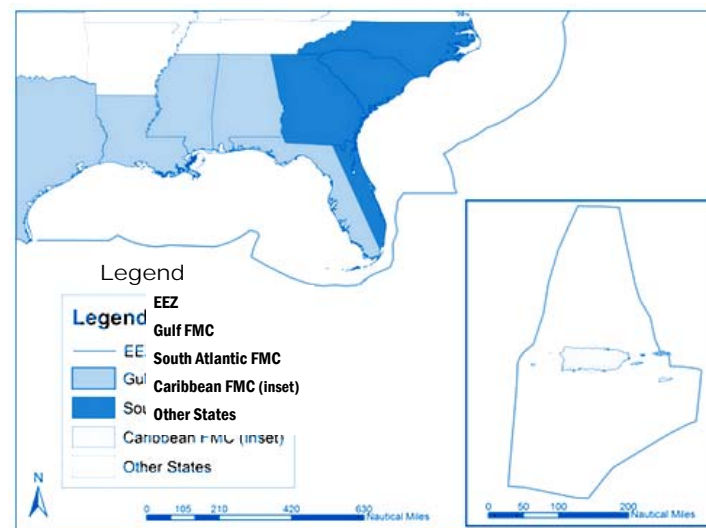 Legend
EEZ
Gulf FMC
South Atlantic FMC
Caribbean FMC (inset)
Other States
Legend
EE
Gul
Sou
Caribbean FMC (inset)
Other States
N
0 105 210 420 630
Nautical Miles
0 50 100 200
Nautical Miles